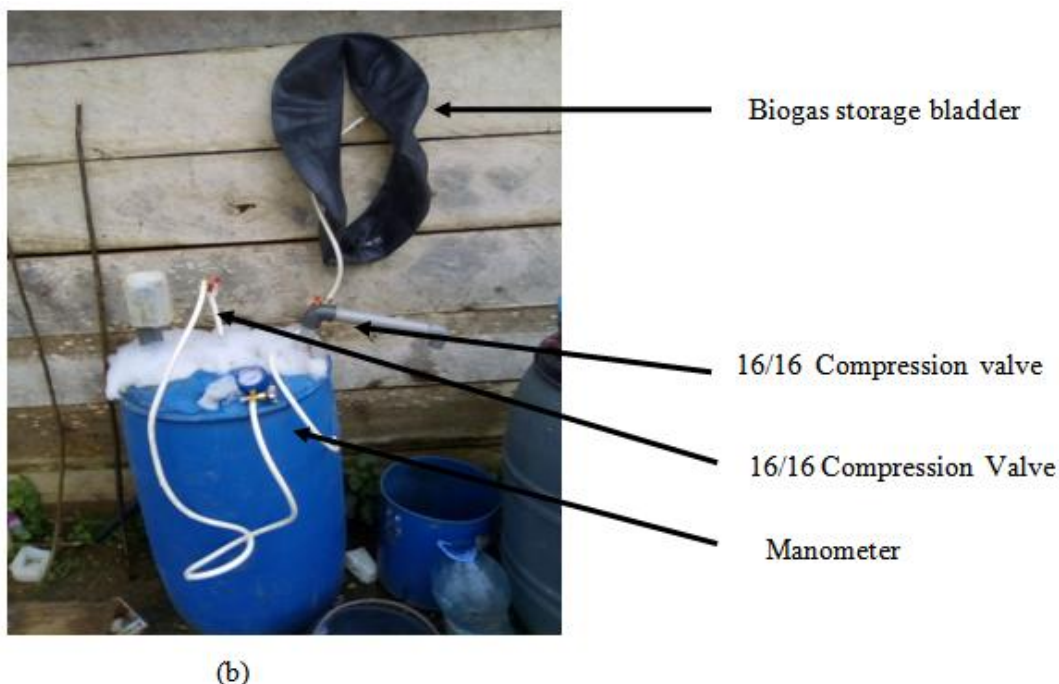 Biogas storage bladder
16/16 Compression valve
16/16 Compression Valve
Manometer
(b)